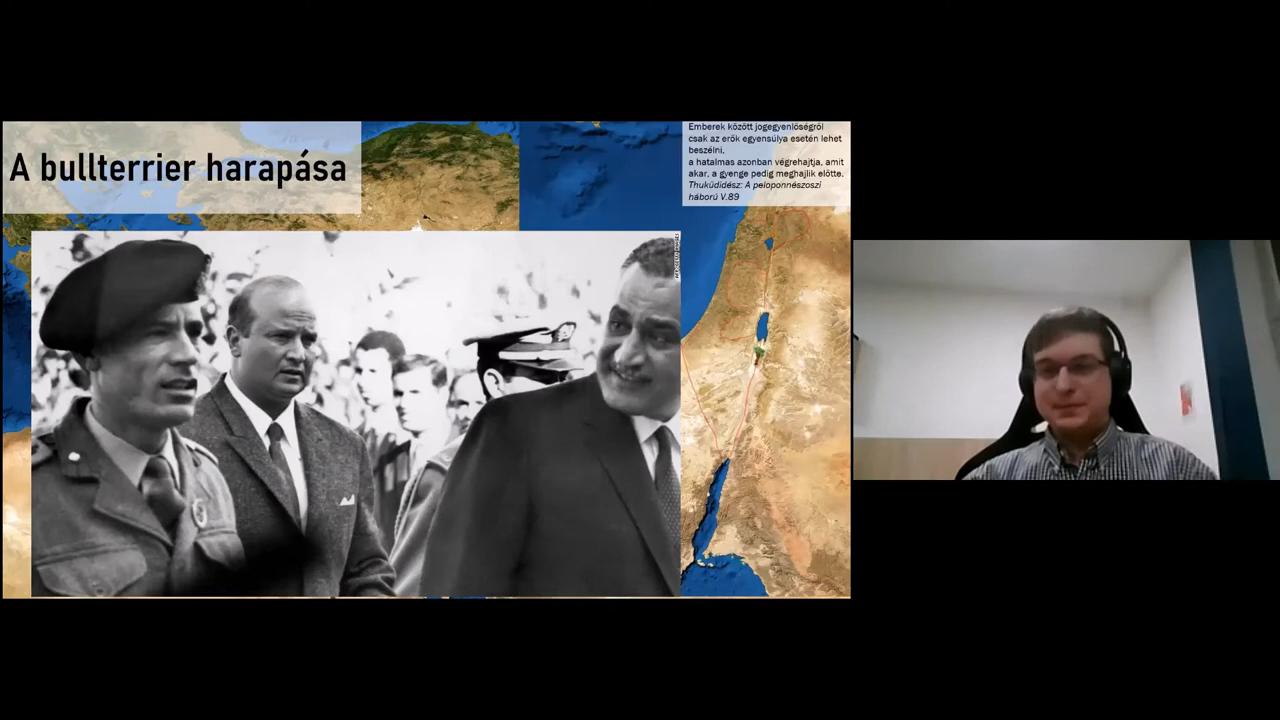 A bullterrier harapása
Emberek között jogegyenlőségről
csak az erők egyensúlya esetén lehet
beszélni,
a hatalmas azonban végrehajtja, amit
akar, a gyenge pedig meghajlik előtte.
Thuküdidész: A peloponnészoszi
háború V.89